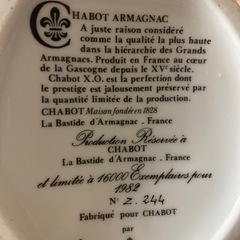 CHABOT ARMAGNAC
A juste raison considéré
comme la qualité la plus haute
dans la hiérarchie des Grands
Armagnacs. Produit en France au cœur
de la Gascogne depuis le XVe siècle.
Chabot X.O. est la perfection dont
le prestige est jalousement préservé par
la quantité limitée de la production.
CHABOT Maison fondée en 1828
La Bastide d'Armagnac - France
Production Réservée à
CHABOT
La Bastide d'Armagnac . France
et limitée à 16000 Exemplaires pour
1982
No Z. 244
Fabriqué pour CHABOT
par